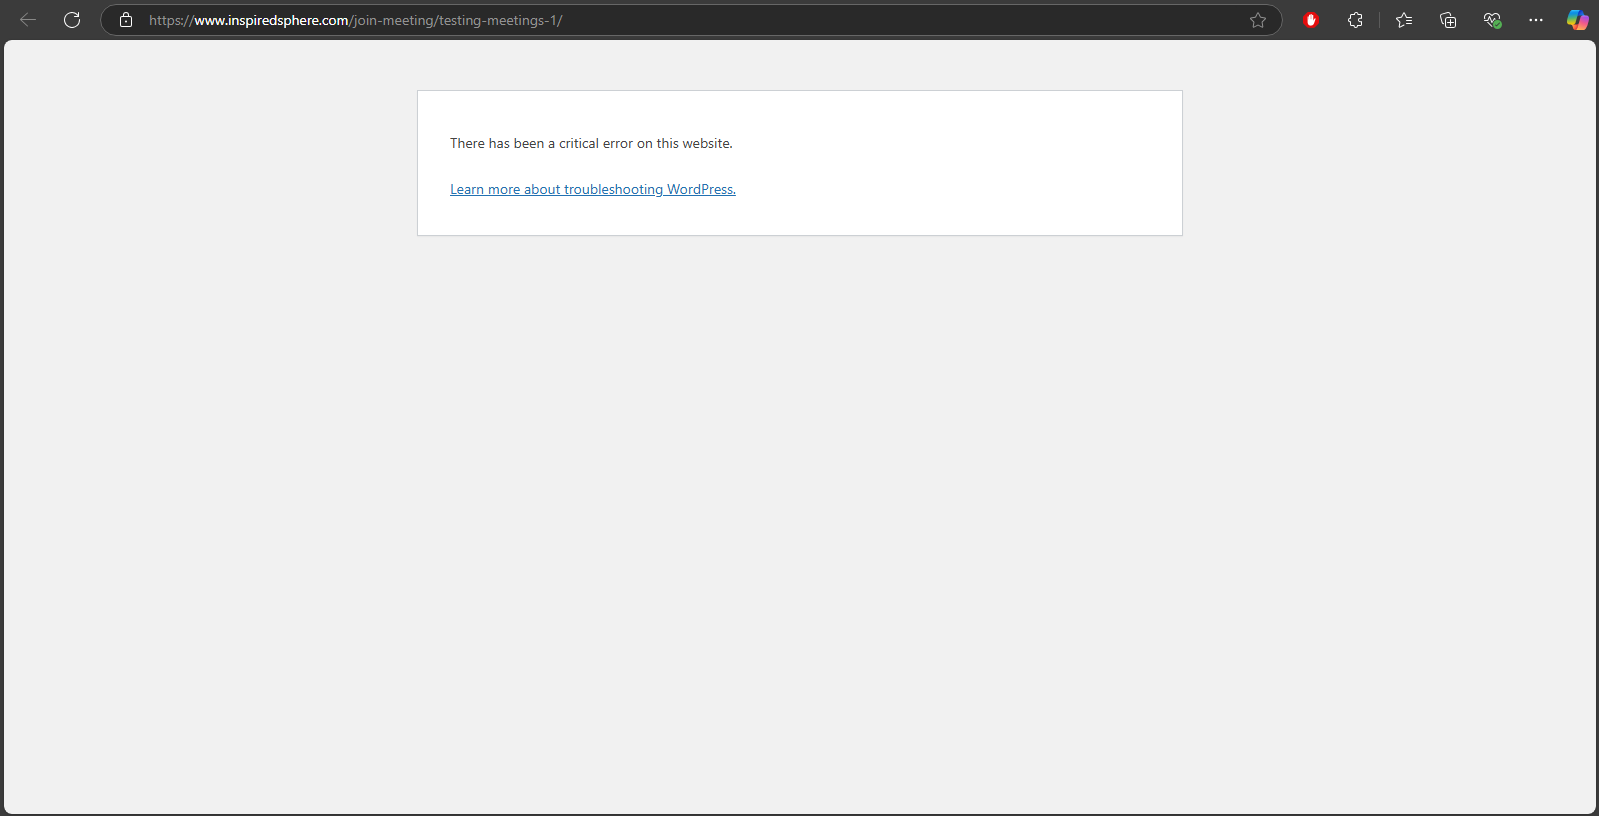 https://www.inspiredsphere.com/join-meeting/testing-meetings-1/
There has been a critical error on this website.
Learn more about troubleshooting WordPress.